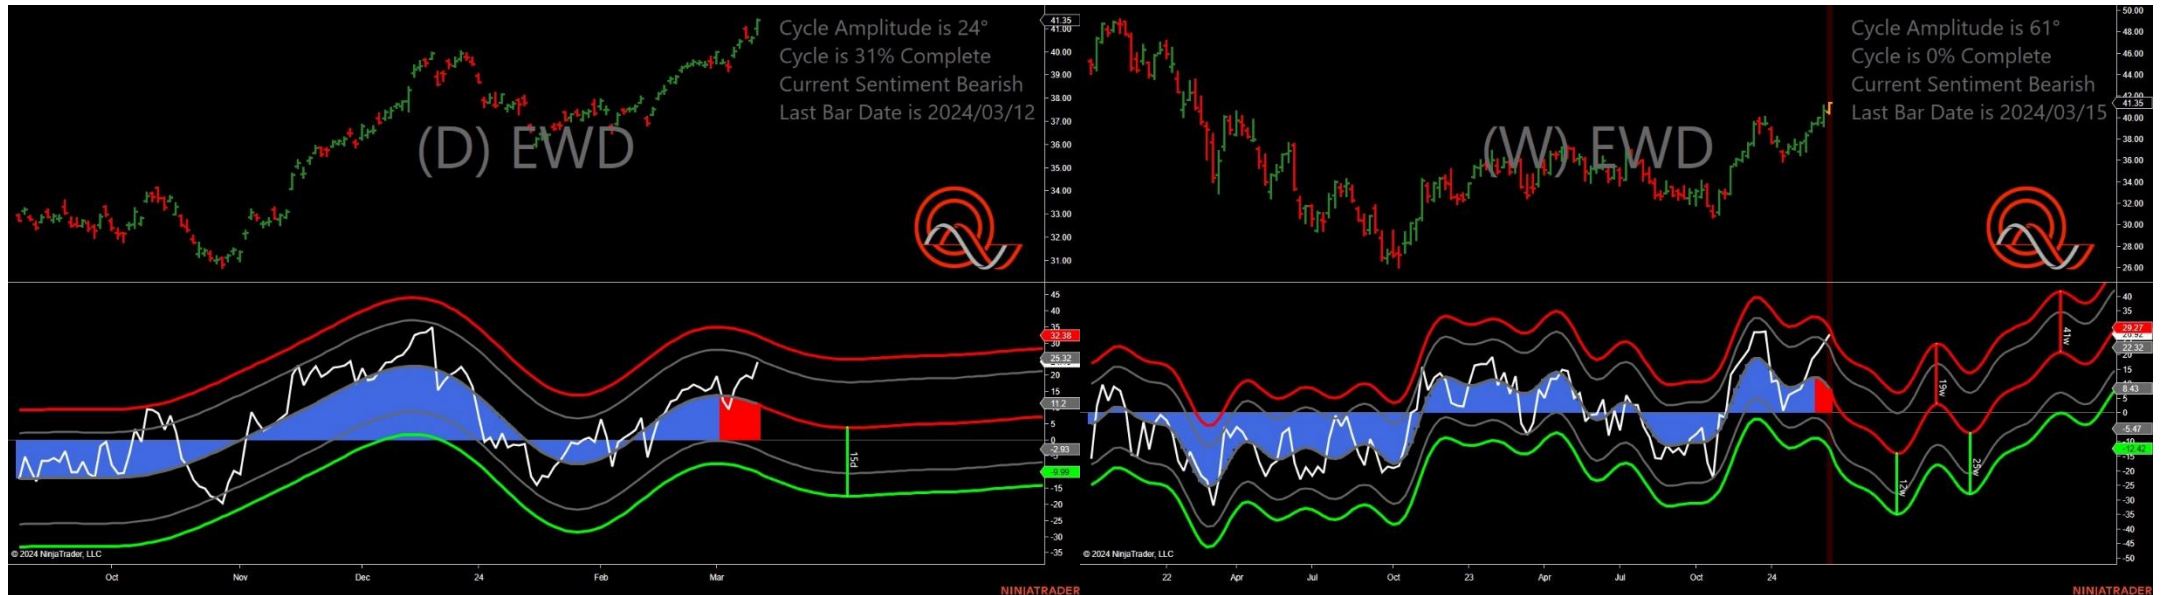 Cycle Amplitude is 24°
Cycle is 31% Complete
Current Sentiment Bearish
Last Bar Date is 2024/03/12
(D) EWD
41.35
41.00
40.00
39.00
38.00
37.00
36.00
35.00
34.00
33.00
32.00
31.00
45
40
35
32.38
30
25.32
20
15
11.2
5
0
-2.93
-9.99
-15
-20
-25
-30
-35
15d
© 2024 NinjaTrader, LLC
Oct
Nov
Dec
24
Feb
Mar
NINJATRADER
Cycle Amplitude is 61°
Cycle is 0% Complete
Current Sentiment Bearish
Last Bar Date is 2024/03/15
(W) EWD
50.00
48.00
46.00
44.00
42.00
41.35
40.00
38.00
36.00
34.00
32.00
30.00
28.00
26.00
40
35
29.27
22.32
20
15
8.43
5
0
-5.47
-10
-12.42
-15
-20
-25
-30
-35
-40
-45
-50
12w
19w
25w
41w
© 2024 NinjaTrader, LLC
22
Apr
Jul
Oct
23
Apr
Jul
Oct
24
NINJATRADER